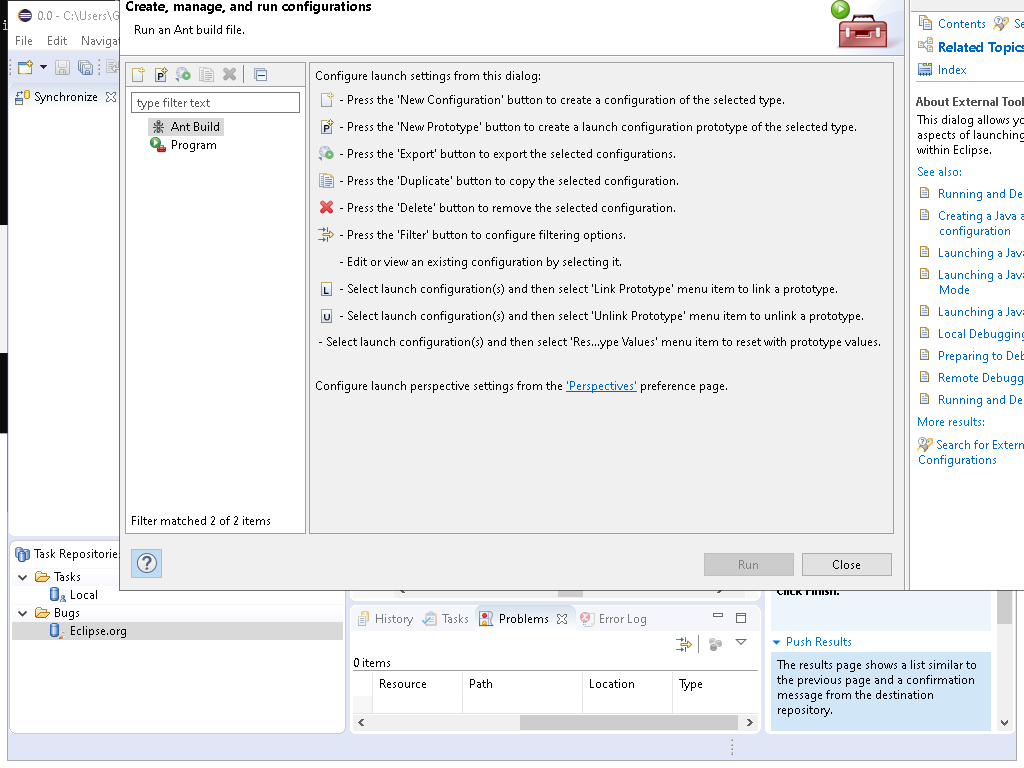 0.0 - C:\Users\G
File Edit Navigat
Synchronize
Create, manage, and run configurations
Run an Ant build file.
type filter text
Ant Build
Program
Filter matched 2 of 2 items
Configure launch settings from this dialog:
- Press the 'New Configuration' button to create a configuration of the selected type.
- Press the 'New Prototype' button to create a launch configuration prototype of the selected type.
- Press the 'Export' button to export the selected configurations.
- Press the 'Duplicate' button to copy the selected configuration.
- Press the 'Delete' button to remove the selected configuration.
- Press the 'Filter' button to configure filtering options.
- Edit or view an existing configuration by selecting it.
L - Select launch configuration(s) and then select 'Link Prototype' menu item to link a prototype.
U - Select launch configuration(s) and then select 'Unlink Prototype' menu item to unlink a prototype.
- Select launch configuration(s) and then select 'Res...ype Values' menu item to reset with prototype values.
Configure launch perspective settings from the 'Perspectives' preference page.
?
Run Close
Contents Se
Related Topics
Index
About External Tool
This dialog allows yo
aspects of launching
within Eclipse.
See also:
Running and De
Creating a Java a
configuration
Launching a Java
Launching a Java
Mode
Launching a Java
Local Debugging
Preparing to Deb
Remote Debugg
Running and De
More results:
Search for Extern
Configurations
Task Repositories
Tasks
Local
Bugs
Eclipse.org
History Tasks Problems Error Log
0 items
Resource Path Location Type
Click Finish.
Push Results
The results page shows a list similar to
the previous page and a confirmation
message from the destination
repository.